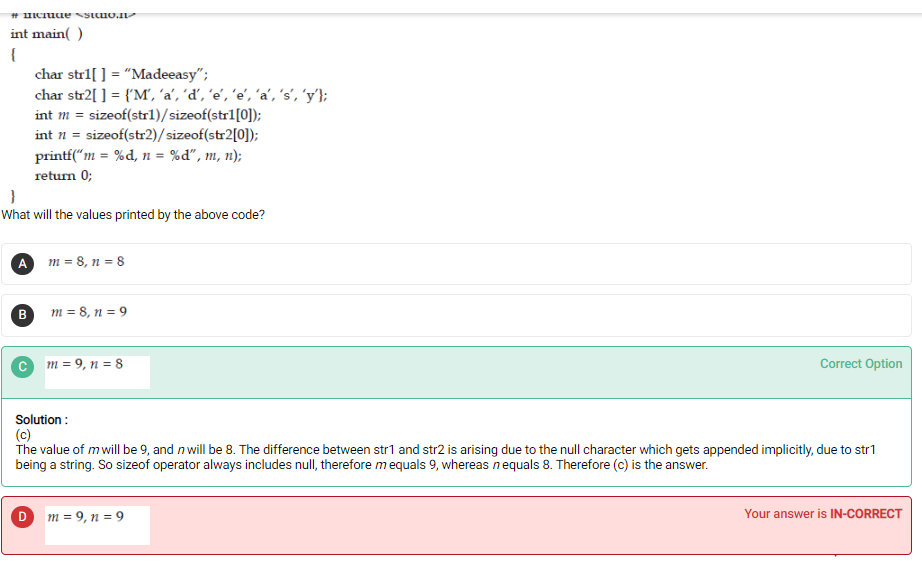 # include <stdio.h>
int main( )
{
char str1[ ] = “Madeeasy”;
char str2[ ] = {‘M’, ‘a’, ‘d’, ‘e’, ‘e’, ‘a’, ‘s’, ‘y’};
int m = sizeof(str1)/sizeof(str1[0]);
int n = sizeof(str2)/sizeof(str2[0]);
printf(“m = %d, n = %d”, m, n);
return 0;
}
What will the values printed by the above code?
A m = 8, n = 8
B m = 8, n = 9
C m = 9, n = 8 Correct Option
Solution :
(c)
The value of m will be 9, and n will be 8. The difference between str1 and str2 is arising due to the null character which gets appended implicitly, due to str1
being a string. So sizeof operator always includes null, therefore m equals 9, whereas n equals 8. Therefore (c) is the answer.
D m = 9, n = 9 Your answer is IN-CORRECT